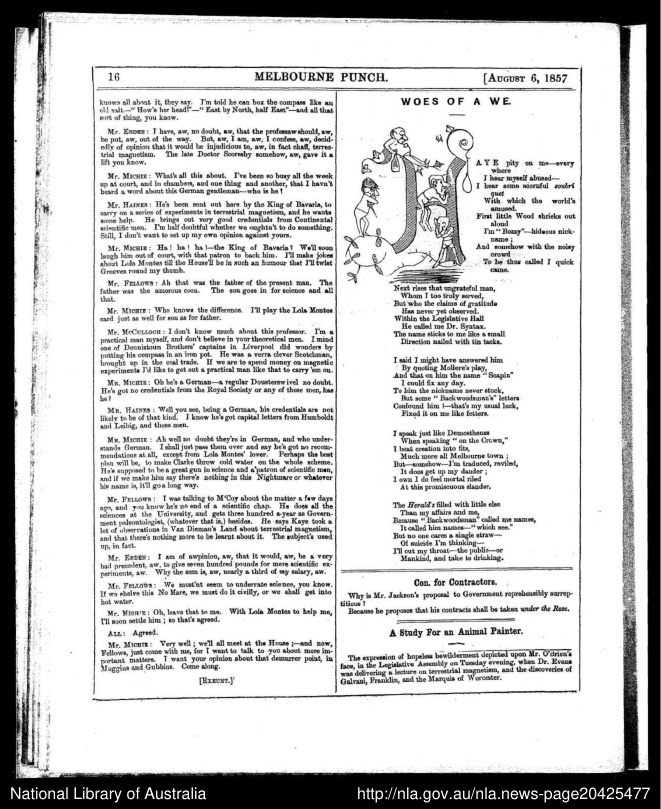 16
MELBOURNE PUNCH.
[AUGUST 6, 1857
knows all about it, they say. I'm told he can box the compass like an
old salt—"How's her head?"—"East by North, half East"—and all that
sort of thing, you know.
MR. EBDEN: I have, aw, no doubt, aw, that the professaw should, aw,
be put, aw, out of the way. But, aw, I am, aw, I confess, aw, decid-
edly of opinion that it would be injudicious to, aw, in fact chaff, terres-
trial magnetism. The late Doctor Scoresby somehow, aw, gave it a
lift you know.
MR. MICHIE: What's all this about. I've been so busy all the week
up at court, and in chambers, and one thing and another, that I havn't
heard a word about this German gentleman—who is he?
MR. HAINES: He's been sent out here by the King of Bavaria, to
carry on a series of experiments in terrestrial magnetism, and he wants
some help. He brings out very good credentials from Continental
scientific men. I'm half doubtful whether we oughtn't to do something.
Still, I don't want to set up my own opinion against yours.
MR. MICHIE: Ha! ha! ha!—the King of Bavaria? We'll soon
laugh him out of court, with that patron to back him. I'll make jokes
about Lola Montes till the House'll be in such an humour that I'll twist
Greeves round my thumb.
MR. FELLOWS: Ah that was the father of the present man. The
father was the amorous coon. The son goes in for science and all
that.
MR. MICHIE: Who knows the difference. I'll play the Lola Montes
card just as well for son as for father.
MR. McCULLOCH: I don't know much about this professor. I'm a
practical man myself, and don't believe in your theoretical men. I mind
one of Dennistoun Brothers' captains in Liverpool did wonders by
putting his compass in an iron pot. He was a verra clever Scotchman,
brought up in the coal trade. If we are to spend money on magnetic
experiments I'd like to get out a practical man like that to carry 'em on.
MR. MICHIE: Oh he's a German—a regular Dousterswivel no doubt.
He's got no credentials from the Royal Society or any of these men, has
he?
MR. HAINES: Well you see, being a German, his credentials are not
likely to be of that kind. I know he's got capital letters from Humboldt
and Leibig, and those men.
MR. MICHIE: Ah well no doubt they're in German, and who under-
stands German. I shall just pass them over and say he's got no recom-
mendations at all, except from Lola Montes' lover. Perhaps the best
plan will be, to make Clarke throw cold water on the whole scheme.
He's supposed to be a great gun in science and a patron of scientific men,
and if we make him say there's nothing in this Nightmare or whatever
his name is, it'll go a long way.
MR. FELLOWS: I was talking to M'Coy about the matter a few days
ago, and you know he's no end of a scientific chap. He does all the
sciences at the University, and gets three hundred a-year as Govern-
ment paleontologist, (whatever that is,) besides. He says Kaye took a
lot of observations in Van Dieman's Land about terrestrial magnetism,
and that there's nothing more to be learnt about it. The subject's used
up, in fact.
MR. EBDEN: I am of awpinion, aw, that it would, aw, be a very
bad precedent, aw, to give seven hundred pounds for mere scientific ex-
periments, aw. Why the sum is, aw, nearly a third of my salary, aw.
MR. FELLOWS: We must'nt seem to underrate science, you know.
If we shelve this No Mare, we must do it civilly, or we shall get into
hot water.
MR. MICHIE: Oh, leave that to me. With Lola Montes to help me,
I'll soon settle him; so that's agreed.
ALL: Agreed.
MR. MICHIE: Very well; we'll all meet at the House;—and now,
Fellows, just come with me, for I want to talk to you about more im-
portant matters. I want your opinion about that demurrer point, in
Muggins and Gubbins. Come along.
[EXEUNT.]
WOES OF A WE.
AYE pity on me—every
where
I hear myself abused—
I hear some scornful sobri
quet
With which the world's
amused.
First little Wood shrieks out
aloud
I'm "Bozzy"—hideous nick-
name;
And somehow with the noisy
crowd
To be thus called I quick
came.
Next rises that ungrateful man,
Whom I too truly served,
But who the claims of gratitude
Has never yet observed.
Within the Legislative Hall
He called me Dr. Syntax.
The name sticks to me like a small
Direction nailed with tin tacks.
I said I might have answered him
By quoting Moliere's play,
And that on him the name "Scapin"
I could fix any day.
To him the nickname never stuck,
But some "Backwoodsman's" letters
Confound him!—that's my usual luck,
Fixed it on me like fetters.
I speak just like Demosthenes
When speaking "on the Crown,"
I beat creation into fits,
Much more all Melbourne town;
But—somehow—I'm traduced, reviled,
It does get up my dander—
I own I do feel mortal riled
At this promiscuous slander.
The Herald's filled with little else
Than my affairs and me,
Because "Backwoodsman" called me names,
It called him names—"which see."
But no one cares a single straw—
Of suicide I'm thinking—
I'll cut my throat—the public—or
Mankind, and take to drinking.
Con. for Contractors.
Why is Mr. Jackson's proposal to Government reprehensibly surrep-
titious?
Because he proposes that his contracts shall be taken under the Rose.
A Study For an Animal Painter.
The expression of hopeless bewilderment depicted upon Mr. O'Brien's
face, in the Legislative Assembly on Tuesday evening, when Dr. Evans
was delivering a lecture on terrestrial magnetism, and the discoveries of
Galvani, Franklin, and the Marquis of Worcester.
National Library of Australia
http://nla.gov.au/nla.news-page20425477